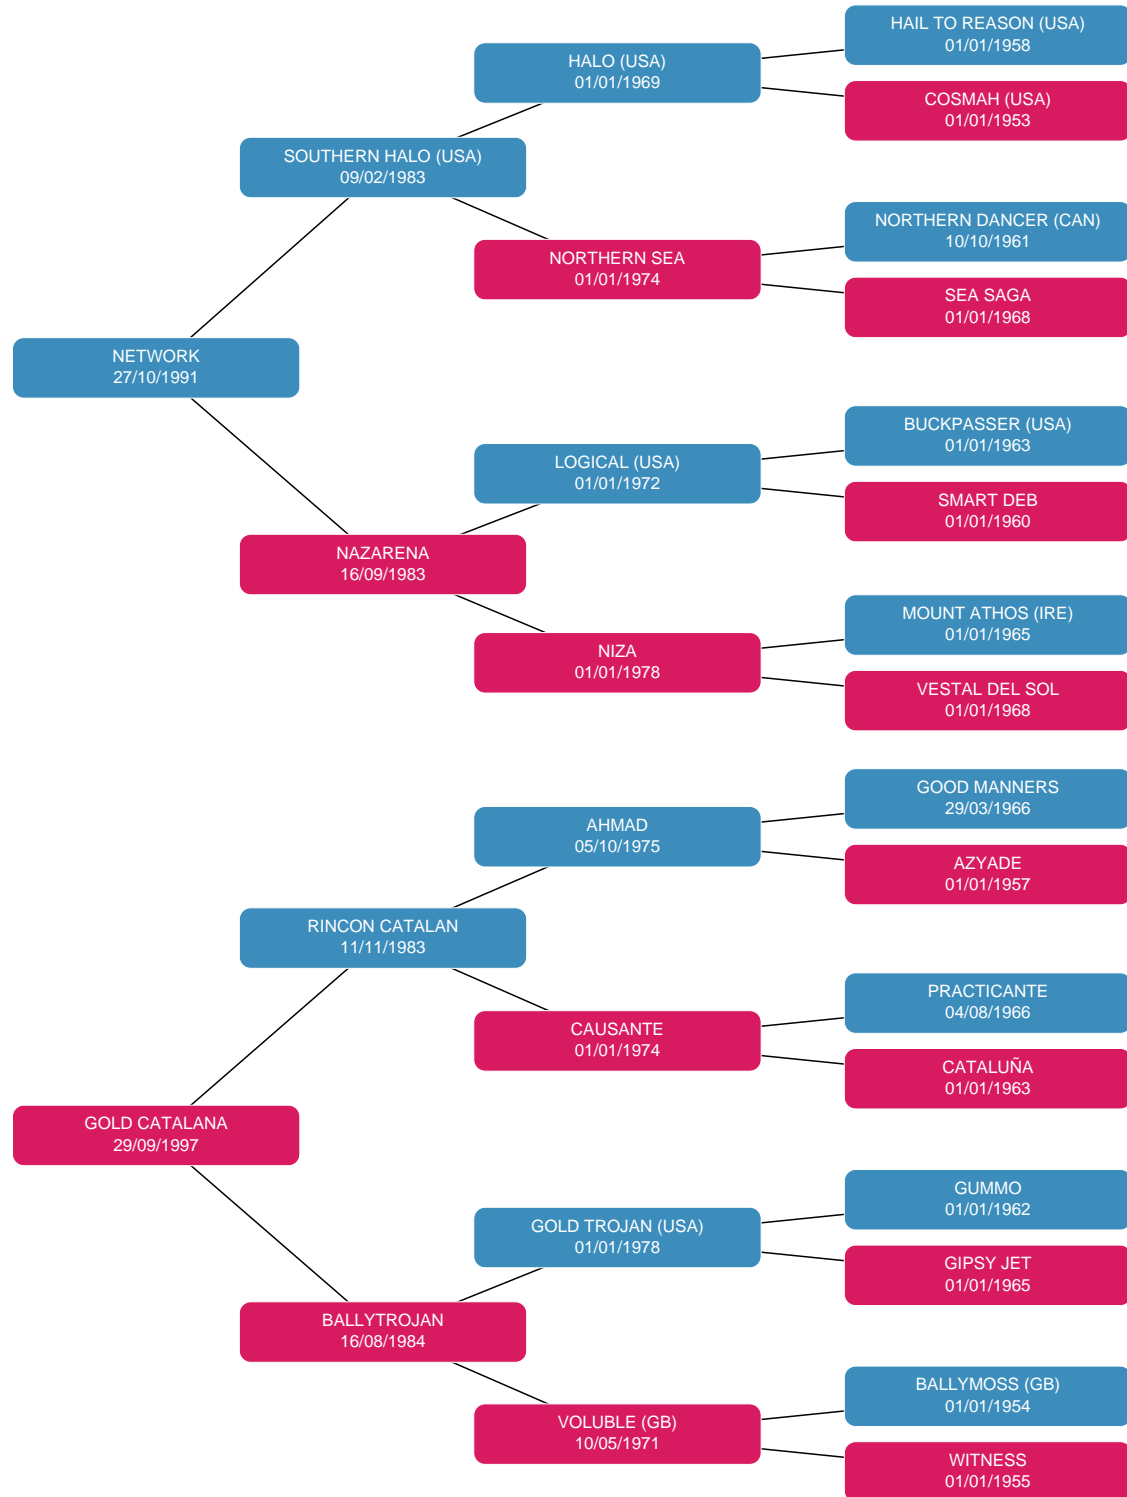 HAIL TO REASON (USA)
01/01/1958
HALO (USA)
01/01/1969
COSMAH (USA)
01/01/1953
SOUTHERN HALO (USA)
09/02/1983
NORTHERN DANCER (CAN)
10/10/1961
NORTHERN SEA
01/01/1974
SEA SAGA
01/01/1968
NETWORK
27/10/1991
BUCKPASSER (USA)
01/01/1963
LOGICAL (USA)
01/01/1972
SMART DEB
01/01/1960
NAZARENA
16/09/1983
MOUNT ATHOS (IRE)
01/01/1965
NIZA
01/01/1978
VESTAL DEL SOL
01/01/1968
GOOD MANNERS
29/03/1966
AHMAD
05/10/1975
AZYADE
01/01/1957
RINCON CATALAN
11/11/1983
PRACTICANTE
04/08/1966
CAUSANTE
01/01/1974
CATALUÑA
01/01/1963
GOLD CATALANA
29/09/1997
GUMMO
01/01/1962
GOLD TROJAN (USA)
01/01/1978
GIPSY JET
01/01/1965
BALLYTROJAN
16/08/1984
BALLYMOSS (GB)
01/01/1954
VOLUBLE (GB)
10/05/1971
WITNESS
01/01/1955